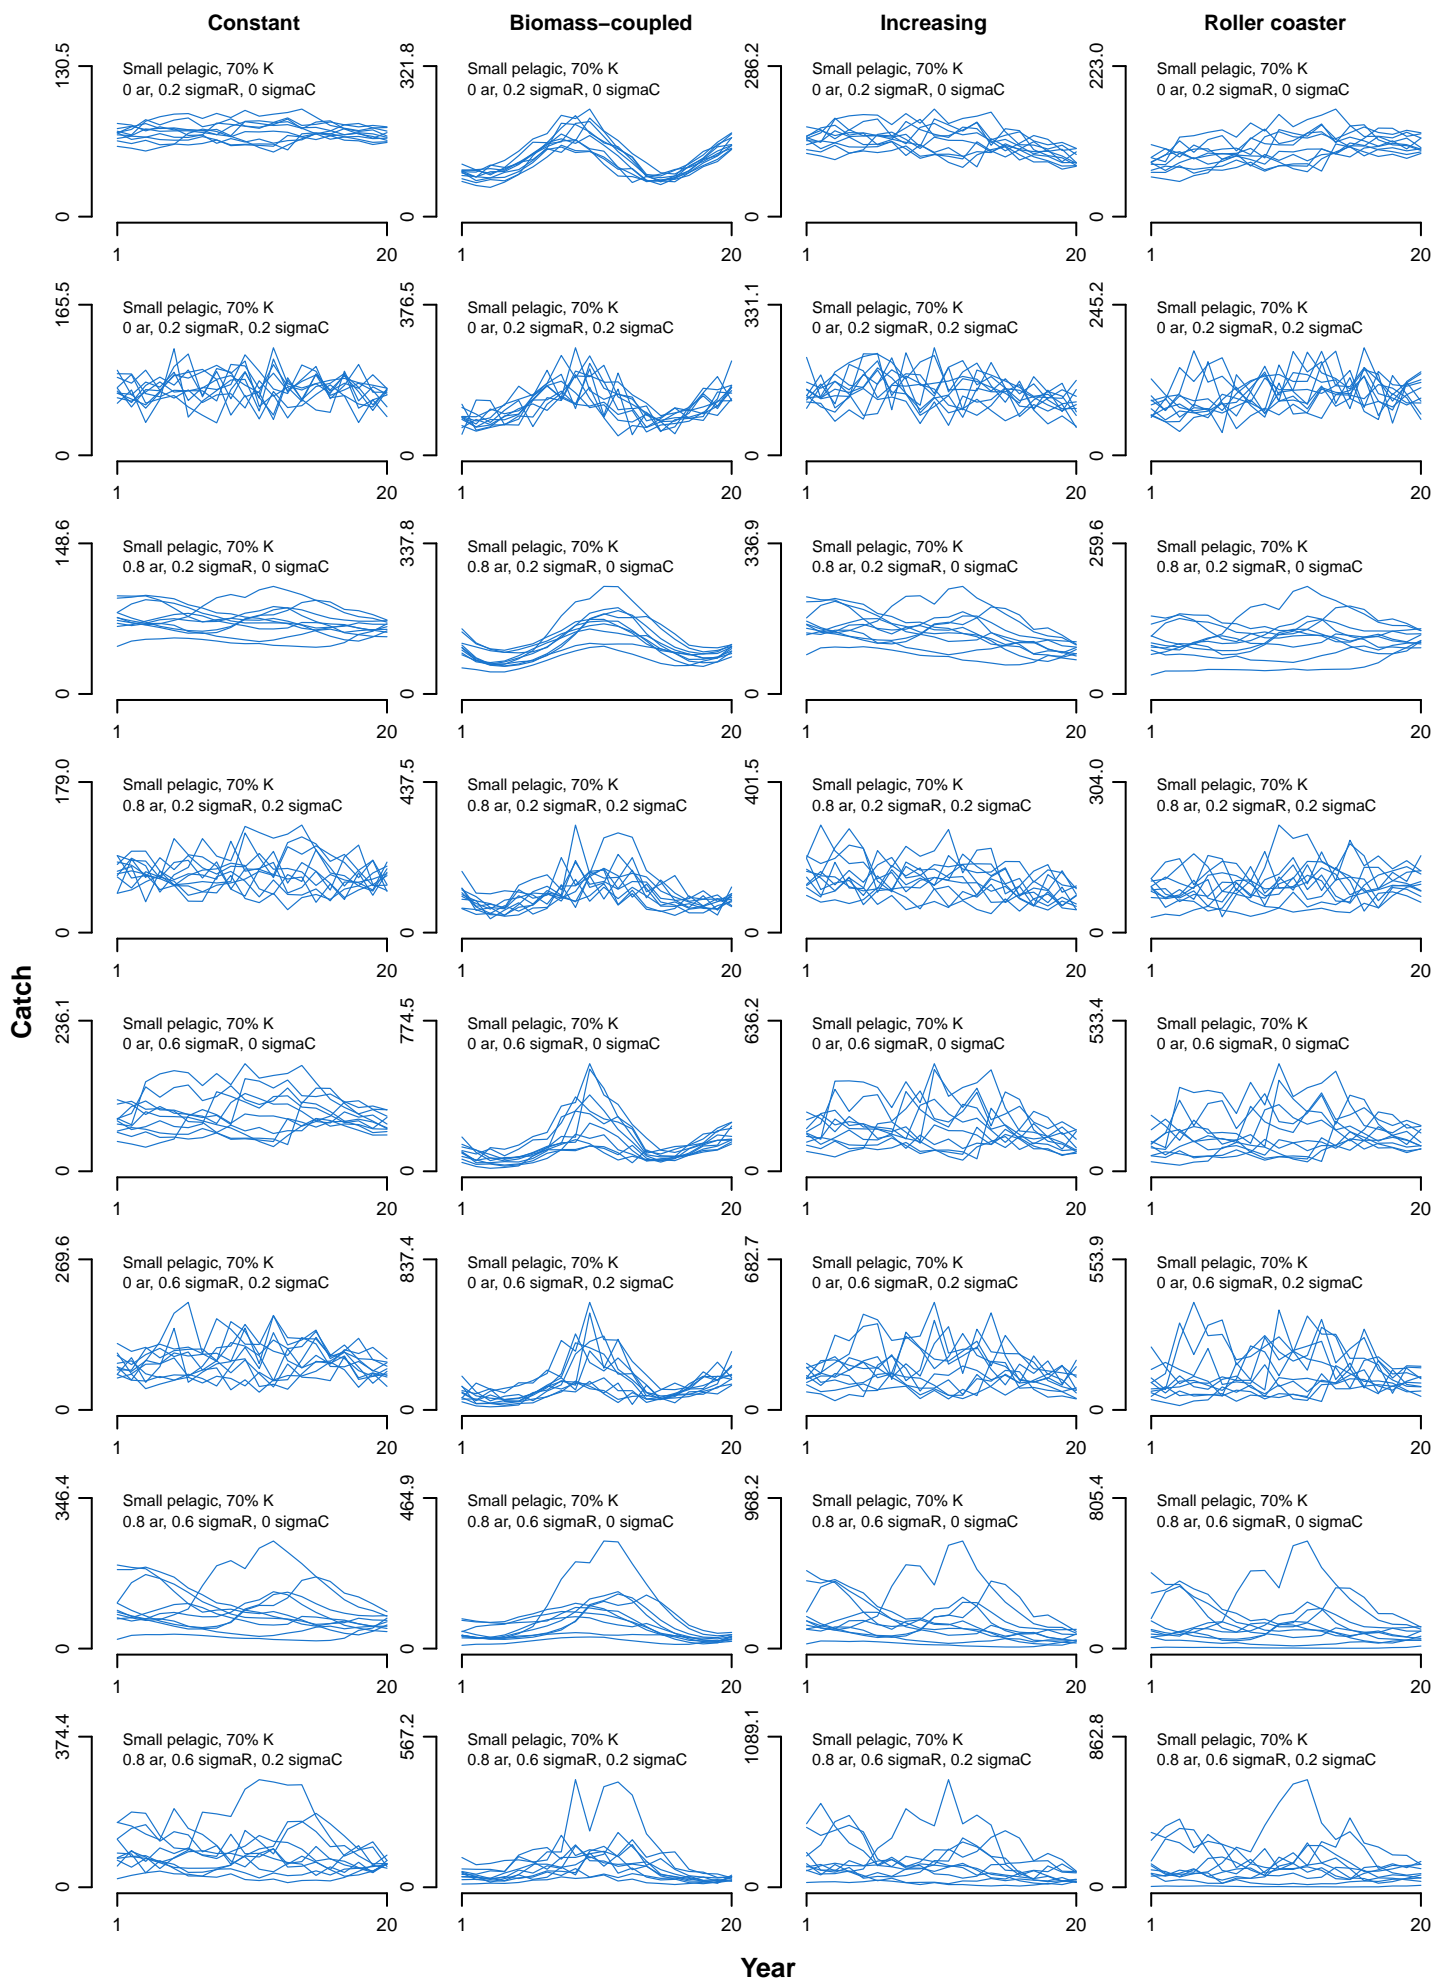 Constant Biomass−coupled Increasing Roller coaster
130.5 321.8 286.2 223.0
Small pelagic, 70% K Small pelagic, 70% K Small pelagic, 70% K Small pelagic, 70% K
0 ar, 0.2 sigmaR, 0 sigmaC 0 ar, 0.2 sigmaR, 0 sigmaC 0 ar, 0.2 sigmaR, 0 sigmaC 0 ar, 0.2 sigmaR, 0 sigmaC
0 0 0 0
1 20 1 20 1 20 1 20
165.5 376.5 331.1 245.2
Small pelagic, 70% K Small pelagic, 70% K Small pelagic, 70% K Small pelagic, 70% K
0 ar, 0.2 sigmaR, 0.2 sigmaC 0 ar, 0.2 sigmaR, 0.2 sigmaC 0 ar, 0.2 sigmaR, 0.2 sigmaC 0 ar, 0.2 sigmaR, 0.2 sigmaC
0 0 0 0
1 20 1 20 1 20 1 20
148.6 337.8 336.9 259.6
Small pelagic, 70% K Small pelagic, 70% K Small pelagic, 70% K Small pelagic, 70% K
0.8 ar, 0.2 sigmaR, 0 sigmaC 0.8 ar, 0.2 sigmaR, 0 sigmaC 0.8 ar, 0.2 sigmaR, 0 sigmaC 0.8 ar, 0.2 sigmaR, 0 sigmaC
0 0 0 0
1 20 1 20 1 20 1 20
179.0 437.5 401.5 304.0
Small pelagic, 70% K Small pelagic, 70% K Small pelagic, 70% K Small pelagic, 70% K
0.8 ar, 0.2 sigmaR, 0.2 sigmaC 0.8 ar, 0.2 sigmaR, 0.2 sigmaC 0.8 ar, 0.2 sigmaR, 0.2 sigmaC 0.8 ar, 0.2 sigmaR, 0.2 sigmaC
0 0 0 0
1 20 1 20 1 20 1 20
Catch
236.1 774.5 636.2 533.4
Small pelagic, 70% K Small pelagic, 70% K Small pelagic, 70% K Small pelagic, 70% K
0 ar, 0.6 sigmaR, 0 sigmaC 0 ar, 0.6 sigmaR, 0 sigmaC 0 ar, 0.6 sigmaR, 0 sigmaC 0 ar, 0.6 sigmaR, 0 sigmaC
0 0 0 0
1 20 1 20 1 20 1 20
269.6 837.4 682.7 553.9
Small pelagic, 70% K Small pelagic, 70% K Small pelagic, 70% K Small pelagic, 70% K
0 ar, 0.6 sigmaR, 0.2 sigmaC 0 ar, 0.6 sigmaR, 0.2 sigmaC 0 ar, 0.6 sigmaR, 0.2 sigmaC 0 ar, 0.6 sigmaR, 0.2 sigmaC
0 0 0 0
1 20 1 20 1 20 1 20
346.4 464.9 968.2 805.4
Small pelagic, 70% K Small pelagic, 70% K Small pelagic, 70% K Small pelagic, 70% K
0.8 ar, 0.6 sigmaR, 0 sigmaC 0.8 ar, 0.6 sigmaR, 0 sigmaC 0.8 ar, 0.6 sigmaR, 0 sigmaC 0.8 ar, 0.6 sigmaR, 0 sigmaC
0 0 0 0
1 20 1 20 1 20 1 20
374.4 567.2 1089.1 862.8
Small pelagic, 70% K Small pelagic, 70% K Small pelagic, 70% K Small pelagic, 70% K
0.8 ar, 0.6 sigmaR, 0.2 sigmaC 0.8 ar, 0.6 sigmaR, 0.2 sigmaC 0.8 ar, 0.6 sigmaR, 0.2 sigmaC 0.8 ar, 0.6 sigmaR, 0.2 sigmaC
0 0 0 0
1 20 1 20 1 20 1 20
Year